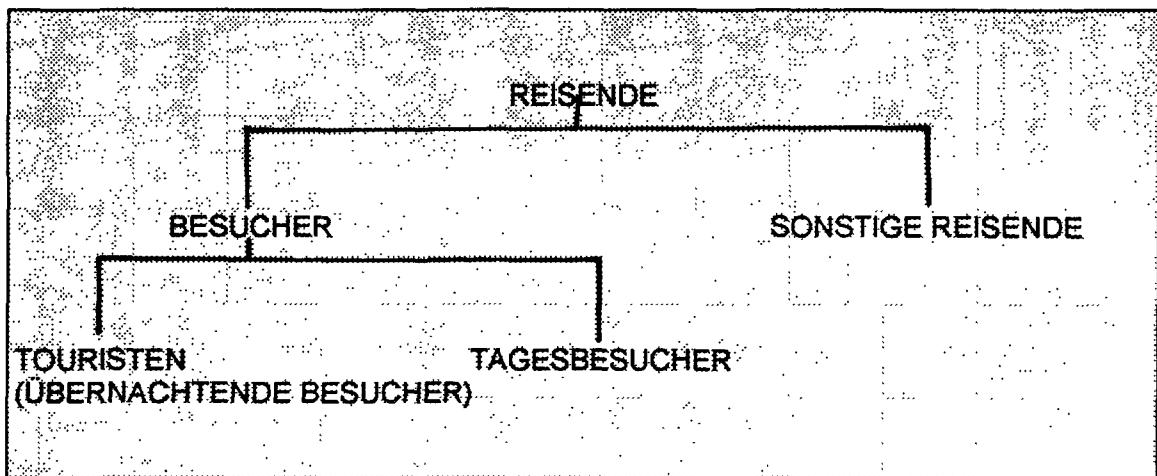 REISENDE
BESUCHER
SONSTIGE REISENDE
TOURISTEN
(ÜBERNACHTENDE BESUCHER)
TAGESBESUCHER